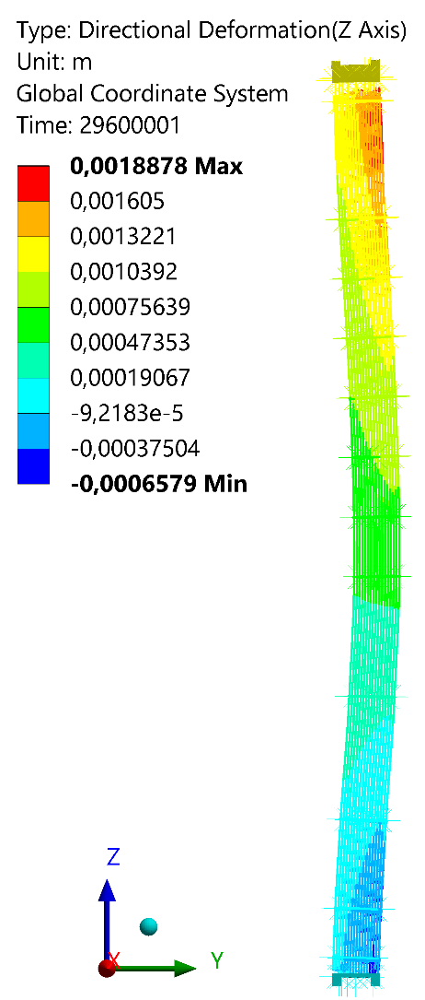 Type: Directional Deformation(Z Axis)
Unit: m
Global Coordinate System
Time: 29600001
0,0018878 Max
0,001605
0,0013221
0,0010392
0,00075639
0,00047353
0,00019067
-9,2183e-5
-0,00037504
-0,0006579 Min
Z
X
Y